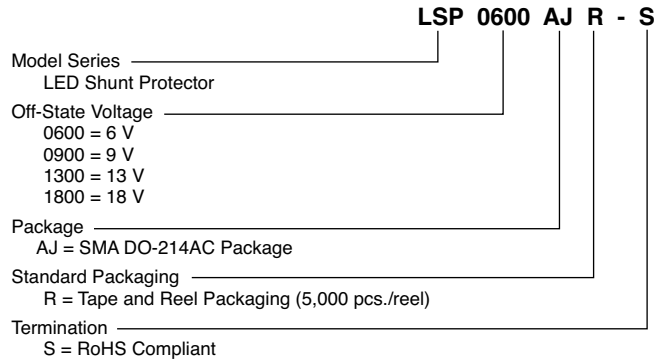 LSP 0600 AJ R - S
Model Series
LED Shunt Protector
Off-State Voltage
0600 = 6 V
0900 = 9 V
1300 = 13 V
1800 = 18 V
Package
AJ = SMA DO-214AC Package
Standard Packaging
R = Tape and Reel Packaging (5,000 pcs./reel)
Termination
S = RoHS Compliant